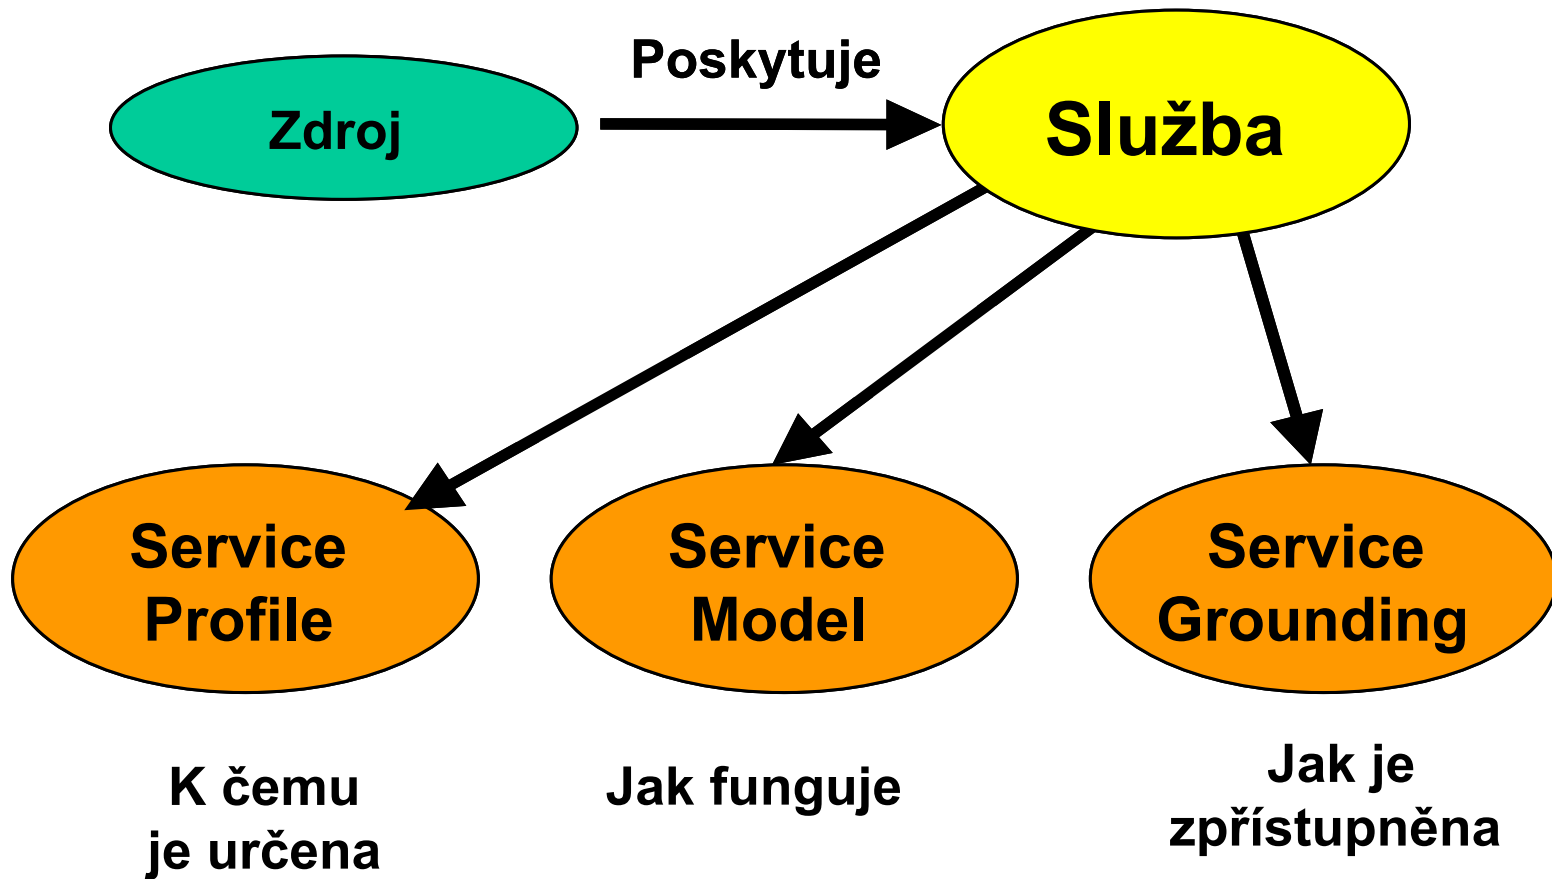 Poskytuje
Zdroj
Služba
Service
Profile
Service
Model
Service
Grounding
K čemu
je určena
Jak funguje
Jak je
zpřístupněna